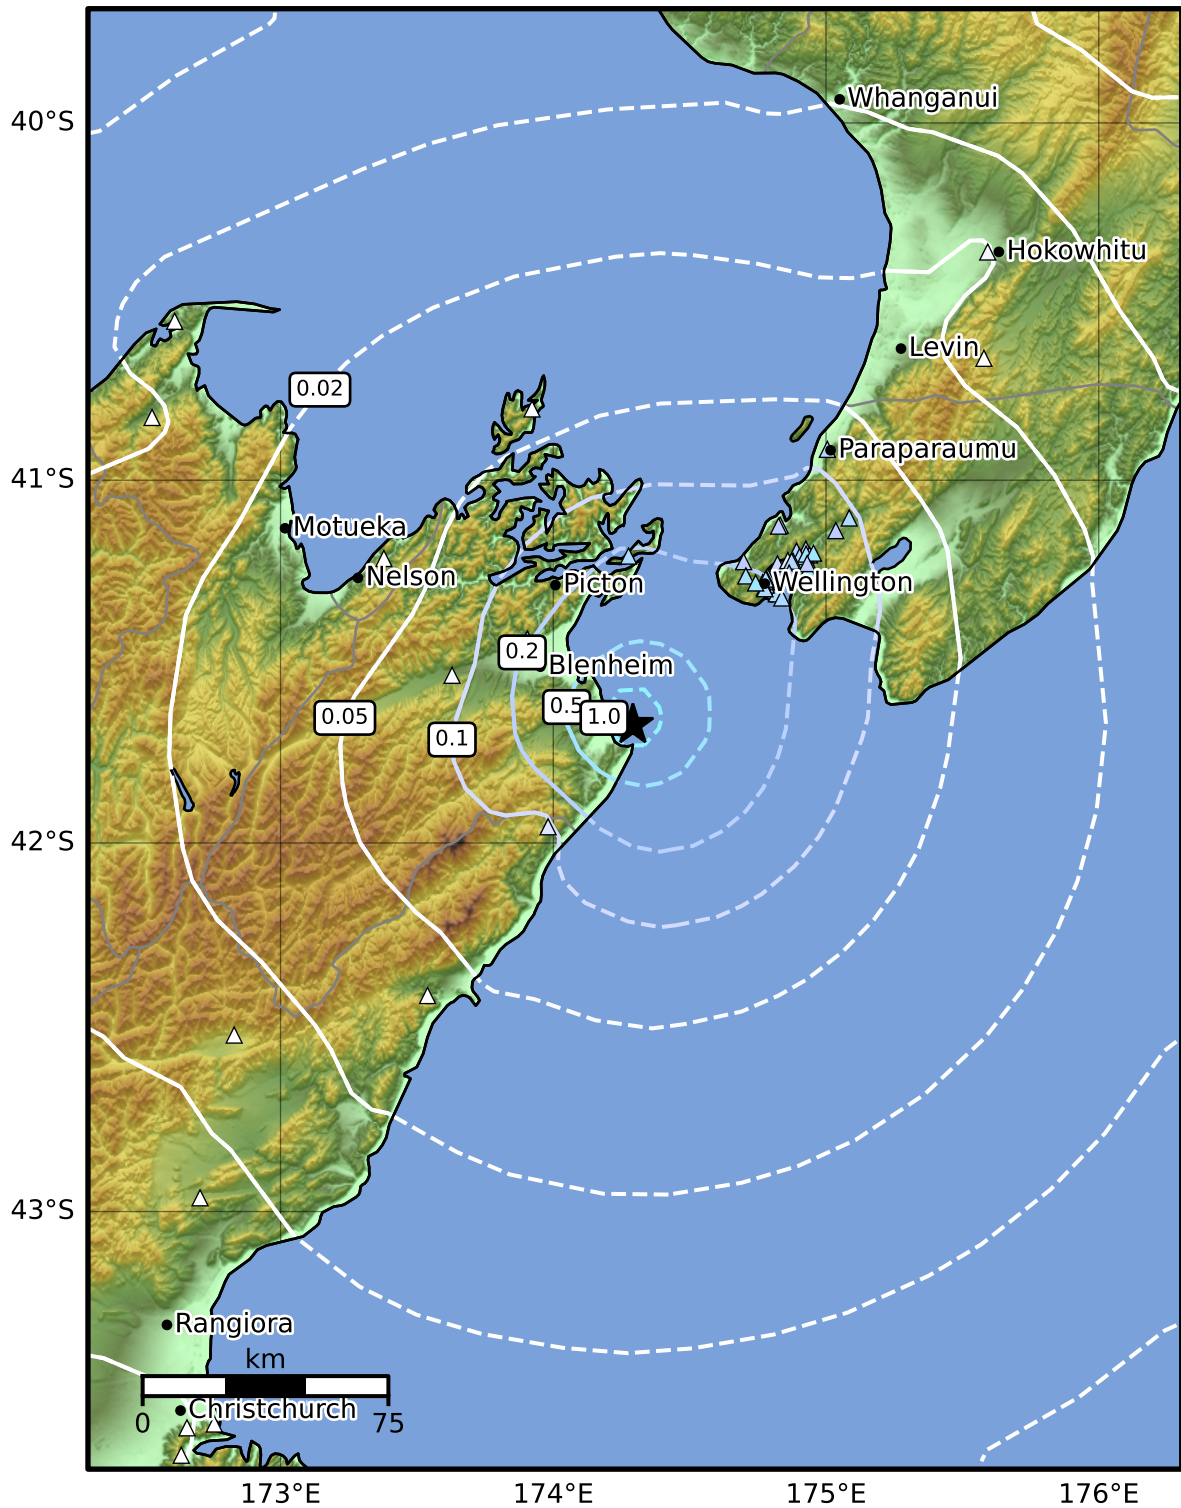 Whanganui
40°S
Hokowhitu
Levin
0.02
Paraparaumu
41°S
Motueka
Nelson
Picton
Wellington
0.2
Blenheim
0.5
1.0
0.05
0.1
42°S
43°S
Rangiora
km
Christchurch
0
75
173°E
174°E
175°E
176°E